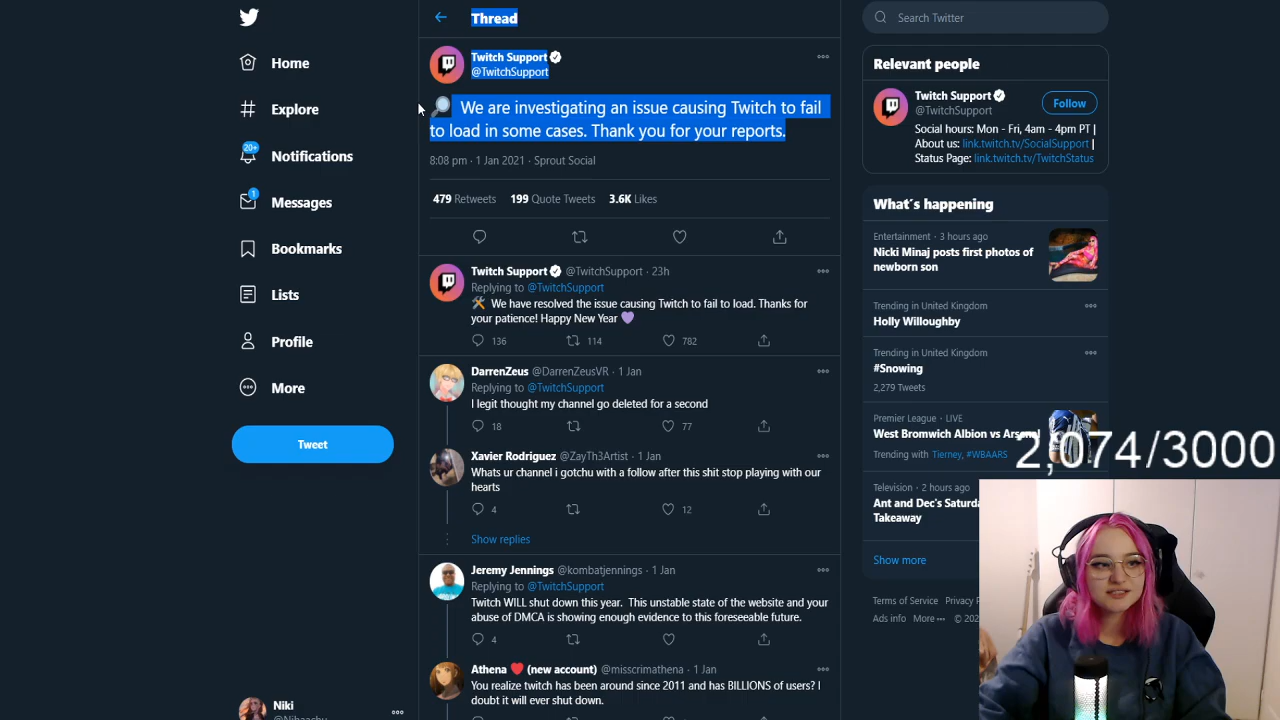 Home
Explore
20+
Notifications
1
Messages
Bookmarks
Lists
Profile
More
Tweet
Niki
@Nihaachu
Thread
Twitch Support
@TwitchSupport
We are investigating an issue causing Twitch to fail
to load in some cases. Thank you for your reports.
8:08 pm · 1 Jan 2021 · Sprout Social
479 Retweets 199 Quote Tweets 3.6K Likes
Twitch Support @TwitchSupport · 23h
Replying to @TwitchSupport
We have resolved the issue causing Twitch to fail to load. Thanks for
your patience! Happy New Year
136 114 782
DarrenZeus @DarrenZeusVR · 1 Jan
Replying to @TwitchSupport
I legit thought my channel go deleted for a second
18 77
Xavier Rodriguez @ZayTh3Artist · 1 Jan
Whats ur channel i gotchu with a follow after this shit stop playing with our
hearts
4 12
Show replies
Jeremy Jennings @kombatjennings · 1 Jan
Replying to @TwitchSupport
Twitch WILL shut down this year. This unstable state of the website and your
abuse of DMCA is showing enough evidence to this foreseeable future.
4
Athena (new account) @misscrimathena · 1 Jan
You realize twitch has been around since 2011 and has BILLIONS of users? I
doubt it will ever shut down.
Search Twitter
Relevant people
Twitch Support
@TwitchSupport
Follow
Social hours: Mon - Fri, 4am - 4pm PT |
About us: link.twitch.tv/SocialSupport |
Status Page: link.twitch.tv/TwitchStatus
What's happening
Entertainment · 3 hours ago
Nicki Minaj posts first photos of
newborn son
Trending in United Kingdom
Holly Willoughby
Trending in United Kingdom
#Snowing
2,279 Tweets
Premier League · LIVE
West Bromwich Albion vs Arsenal
Trending with Tierney, #WBAARS
2,074/3000
Television · 2 hours ago
Ant and Dec's Saturday
Takeaway
Show more
Terms of Service Privacy
Ads info More © 202